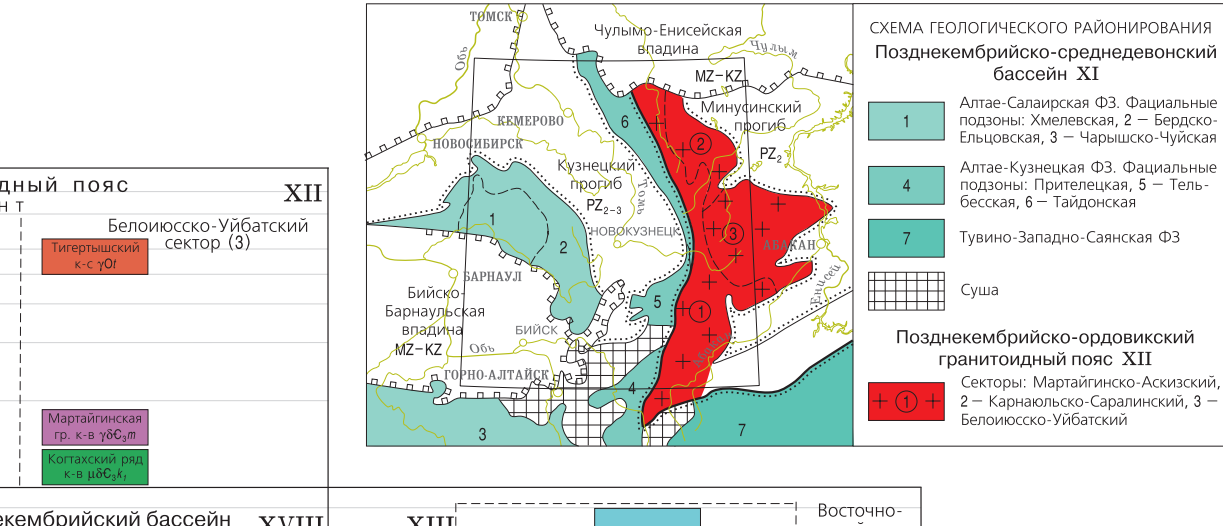 дный пояс
XII
нт
Белоиюсско-Уйбатский
сектор (3)
Тигертышский
к-с γOt
Мартайгинская
гр. к-в γδЄ₃m
Когтахский ряд
к-в μδЄ₃k₁
екембрийский бассейн
XVIII
XIII
Восточно-
ТОМСК
Обь
Чулымо-Енисейская
впадина
Чулым
MZ–KZ
Минусинский
прогиб
PZ₂
КЕМЕРОВО
НОВОСИБИРСК
6
2
Кузнецкий
прогиб
PZ₂₋₃
Томь
НОВОКУЗНЕЦК
1
2
3
АБАКАН
Енисей
БАРНАУЛ
Бийско-
Барнаульская
впадина
MZ–KZ
5
1
БИЙСК
Обь
Абакан
ГОРНО-АЛТАЙСК
4
3
7
СХЕМА ГЕОЛОГИЧЕСКОГО РАЙОНИРОВАНИЯ
Позднекембрийско-среднедевонский
бассейн XI
1
Алтае-Салаирская ФЗ. Фациальные
подзоны: Хмелевская, 2 – Бердско-
Ельцовская, 3 – Чарышско-Чуйская
4
Алтае-Кузнецкая ФЗ. Фациальные
подзоны: Прителецкая, 5 – Тель-
бесская, 6 – Тайдонская
7
Тувино-Западно-Саянская ФЗ
Суша
Позднекембрийско-ордовикский
гранитоидный пояс XII
+ 1 +
Секторы: Мартайгинско-Аскизский,
2 – Карнаюльско-Саралинский, 3 –
Белоиюсско-Уйбатский